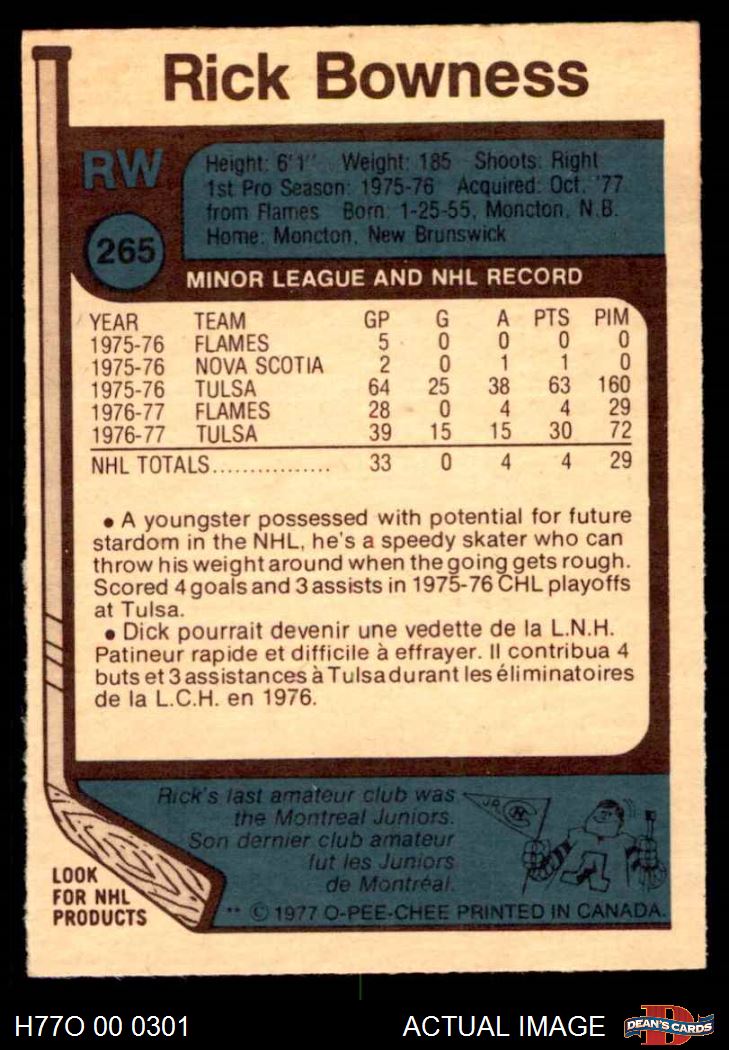 Rick Bowness
RW
Height: 6'1" Weight: 185 Shoots: Right
1st Pro Season: 1975-76 Acquired: Oct. '77
from Flames Born: 1-25-55, Moncton, N.B.
Home: Moncton, New Brunswick
265
MINOR LEAGUE AND NHL RECORD
YEAR TEAM GP G A PTS PIM
1975-76 FLAMES 5 0 0 0 0
1975-76 NOVA SCOTIA 2 0 1 1 0
1975-76 TULSA 64 25 38 63 160
1976-77 FLAMES 28 0 4 4 29
1976-77 TULSA 39 15 15 30 72
NHL TOTALS................ 33 0 4 4 29
• A youngster possessed with potential for future
stardom in the NHL, he's a speedy skater who can
throw his weight around when the going gets rough.
Scored 4 goals and 3 assists in 1975-76 CHL playoffs
at Tulsa.
• Dick pourrait devenir une vedette de la L.N.H.
Patineur rapide et difficile à effrayer. Il contribua 4
buts et 3 assistances à Tulsa durant les éliminatoires
de la L.C.H. en 1976.
Rick's last amateur club was
the Montreal Juniors.
Son dernier club amateur
fut les Juniors
de Montréal.
JR.
LOOK
FOR NHL
PRODUCTS
** © 1977 O-PEE-CHEE PRINTED IN CANADA.
H77O 00 0301
ACTUAL IMAGE
D
DEAN'S CARDS